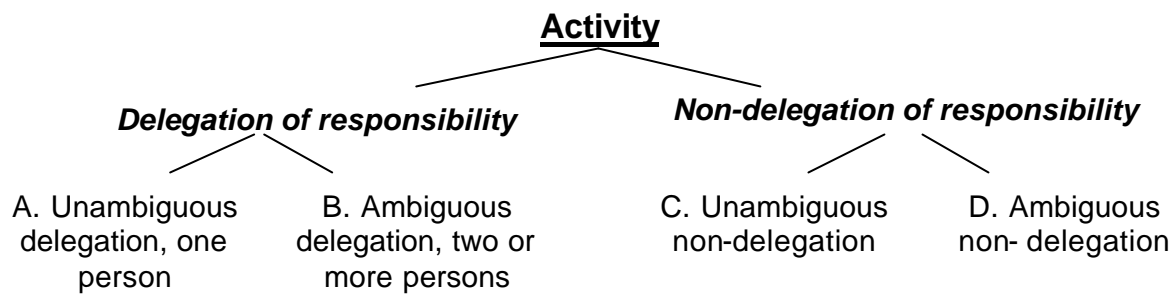 Activity
Delegation of responsibility
Non-delegation of responsibility
A. Unambiguous
delegation, one
person
B. Ambiguous
delegation, two or
more persons
C. Unambiguous
non-delegation
D. Ambiguous
non- delegation